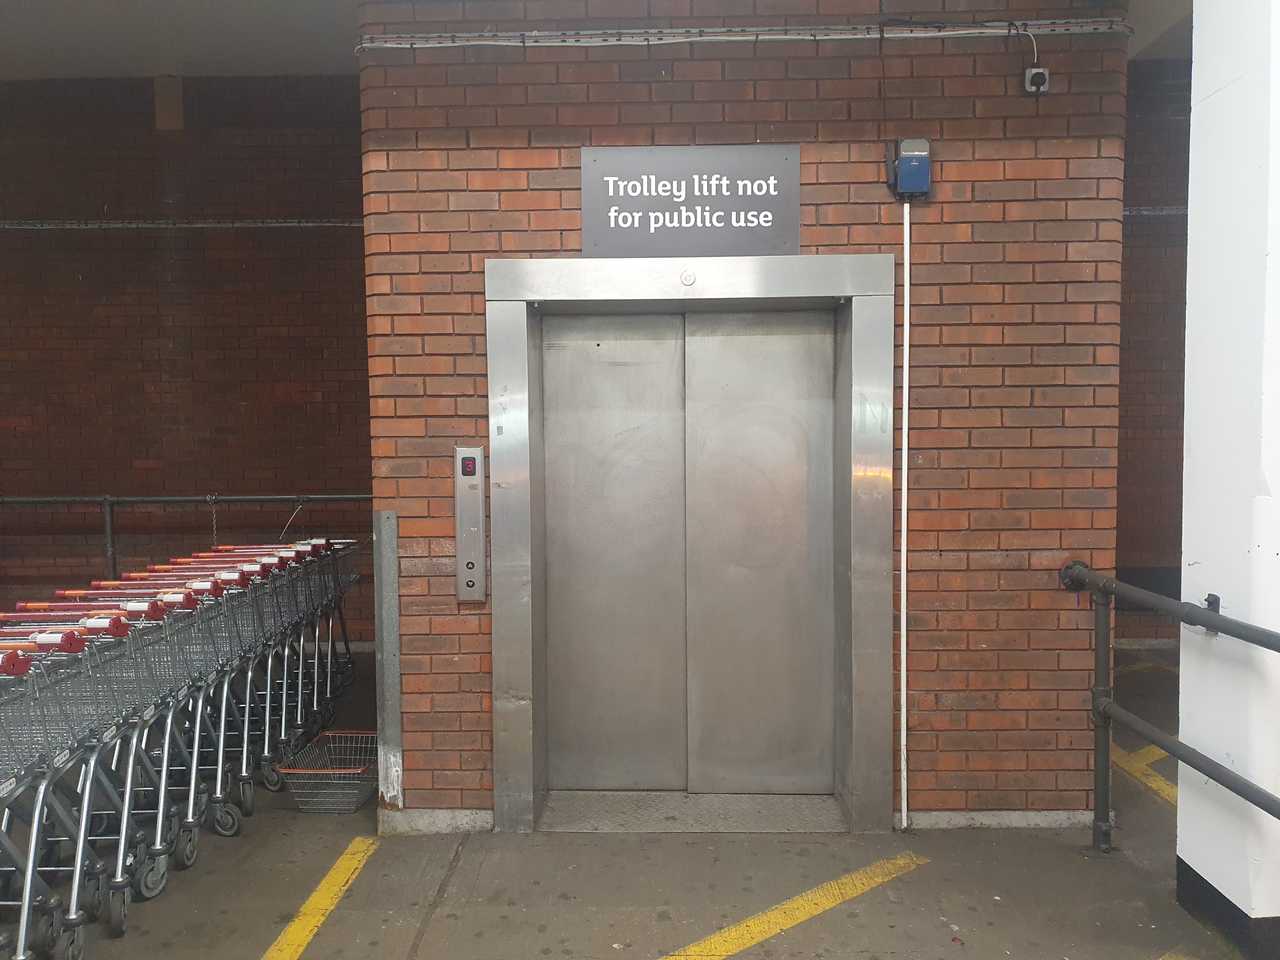 Trolley lift not
for public use
3